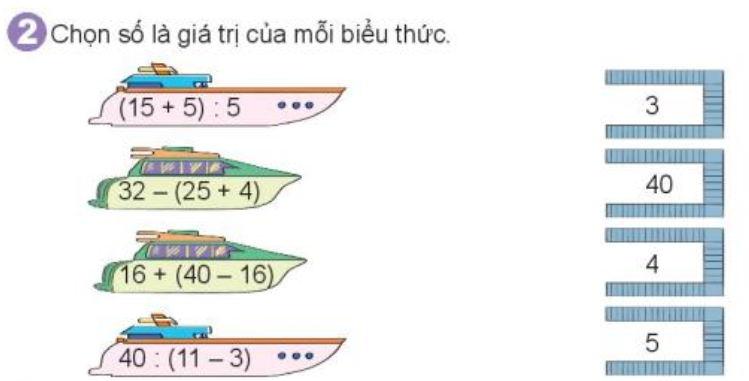 2 Chọn số là giá trị của mỗi biểu thức.
(15 + 5) : 5
3
32 – (25 + 4)
40
16 + (40 – 16)
4
40 : (11 – 3)
5